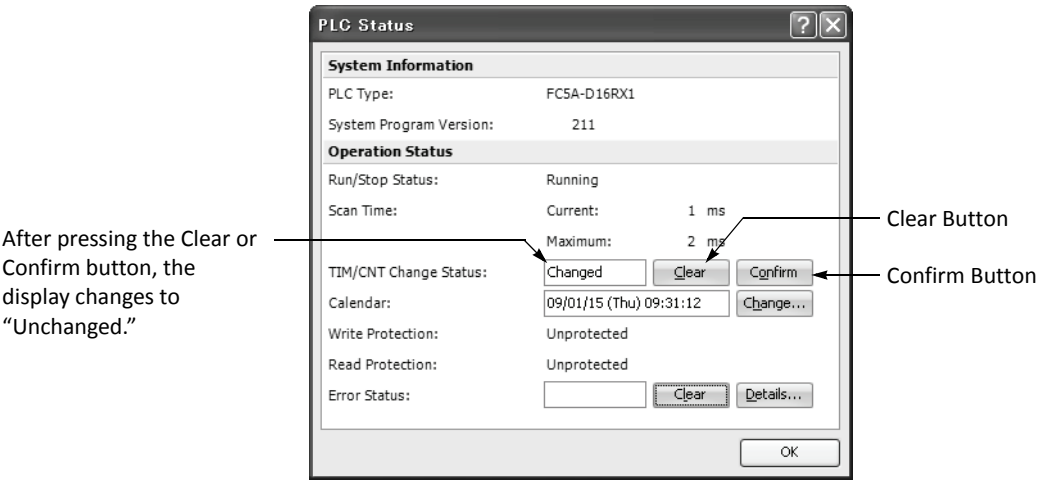 PLC Status
System Information
PLC Type: FC5A-D16RX1
System Program Version: 211
Operation Status
Run/Stop Status: Running
Scan Time: Current: 1 ms
Maximum: 2 ms
TIM/CNT Change Status: Changed Clear Confirm
Calendar: 09/01/15 (Thu) 09:31:12 Change...
Write Protection: Unprotected
Read Protection: Unprotected
Error Status: Clear Details...
OK
After pressing the Clear or
Confirm button, the
display changes to
“Unchanged.”
Clear Button
Confirm Button